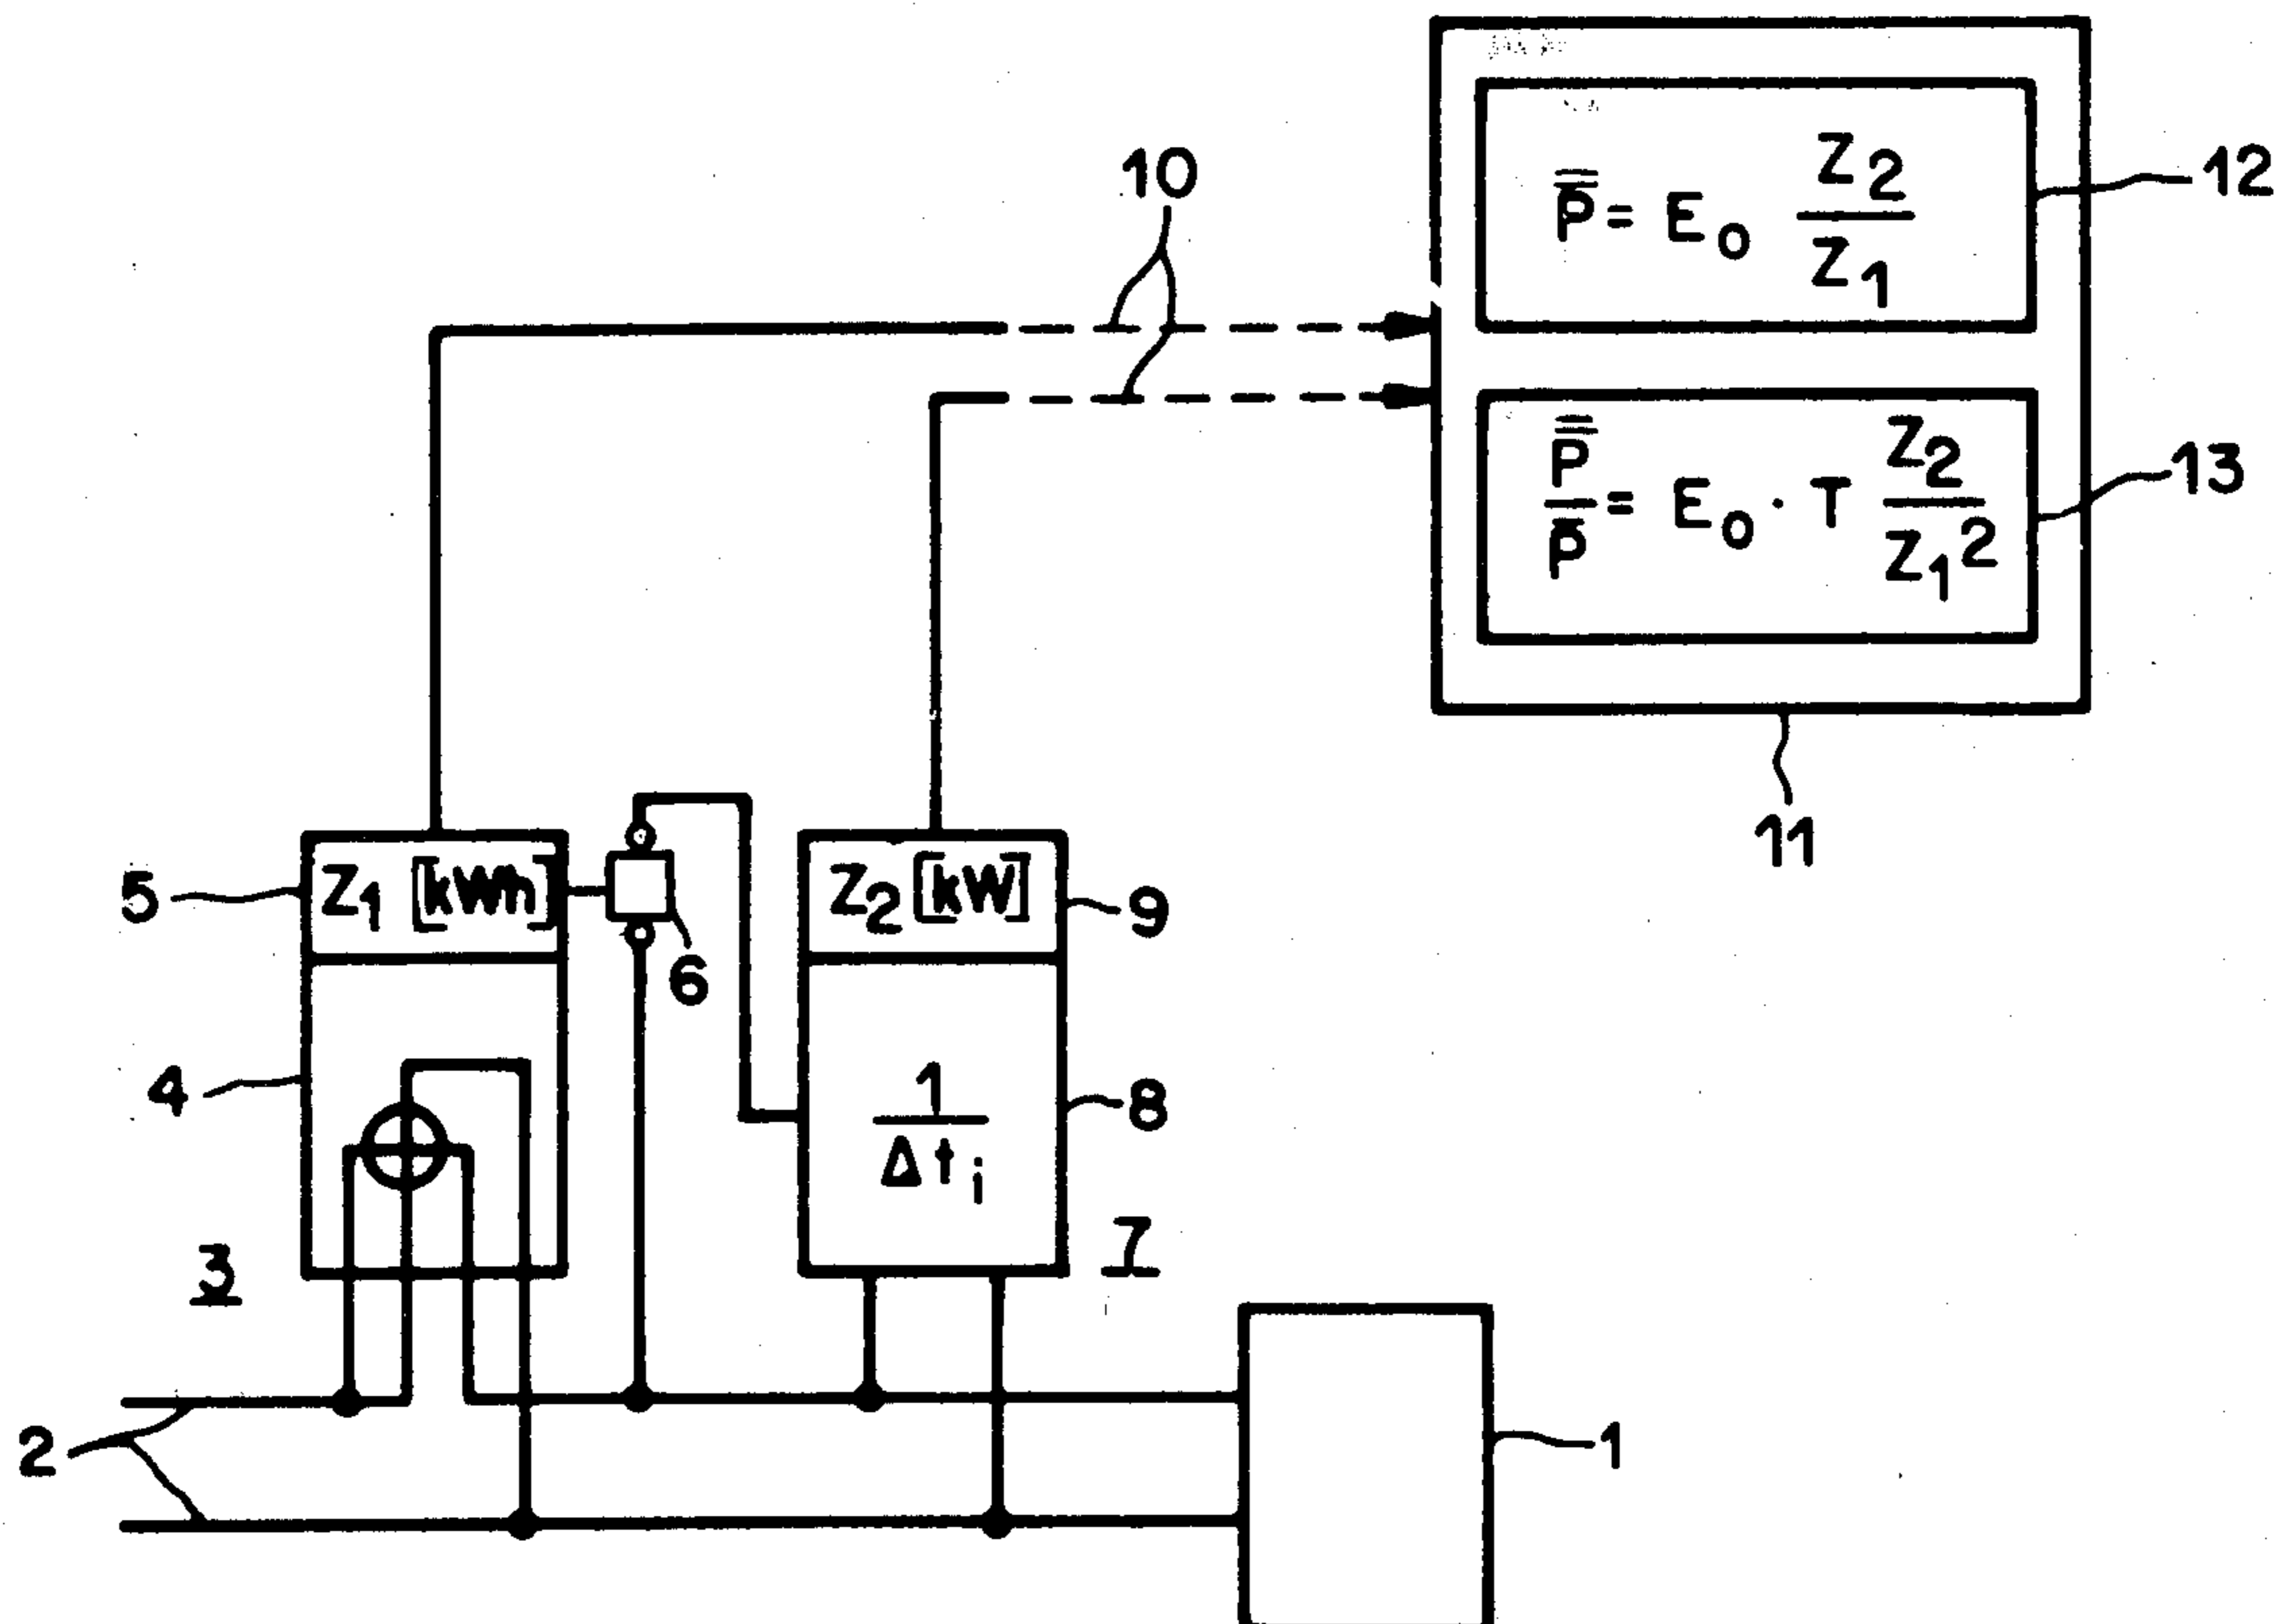 10
12
P̿ = E₀ Z₂/Z₁
13
P̿/P̄ = E₀ · T Z₂/Z₁²
11
5
Z₁ [kWh]
6
Z₂ [kW]
9
4
1/Δtᵢ
8
3
7
2
1